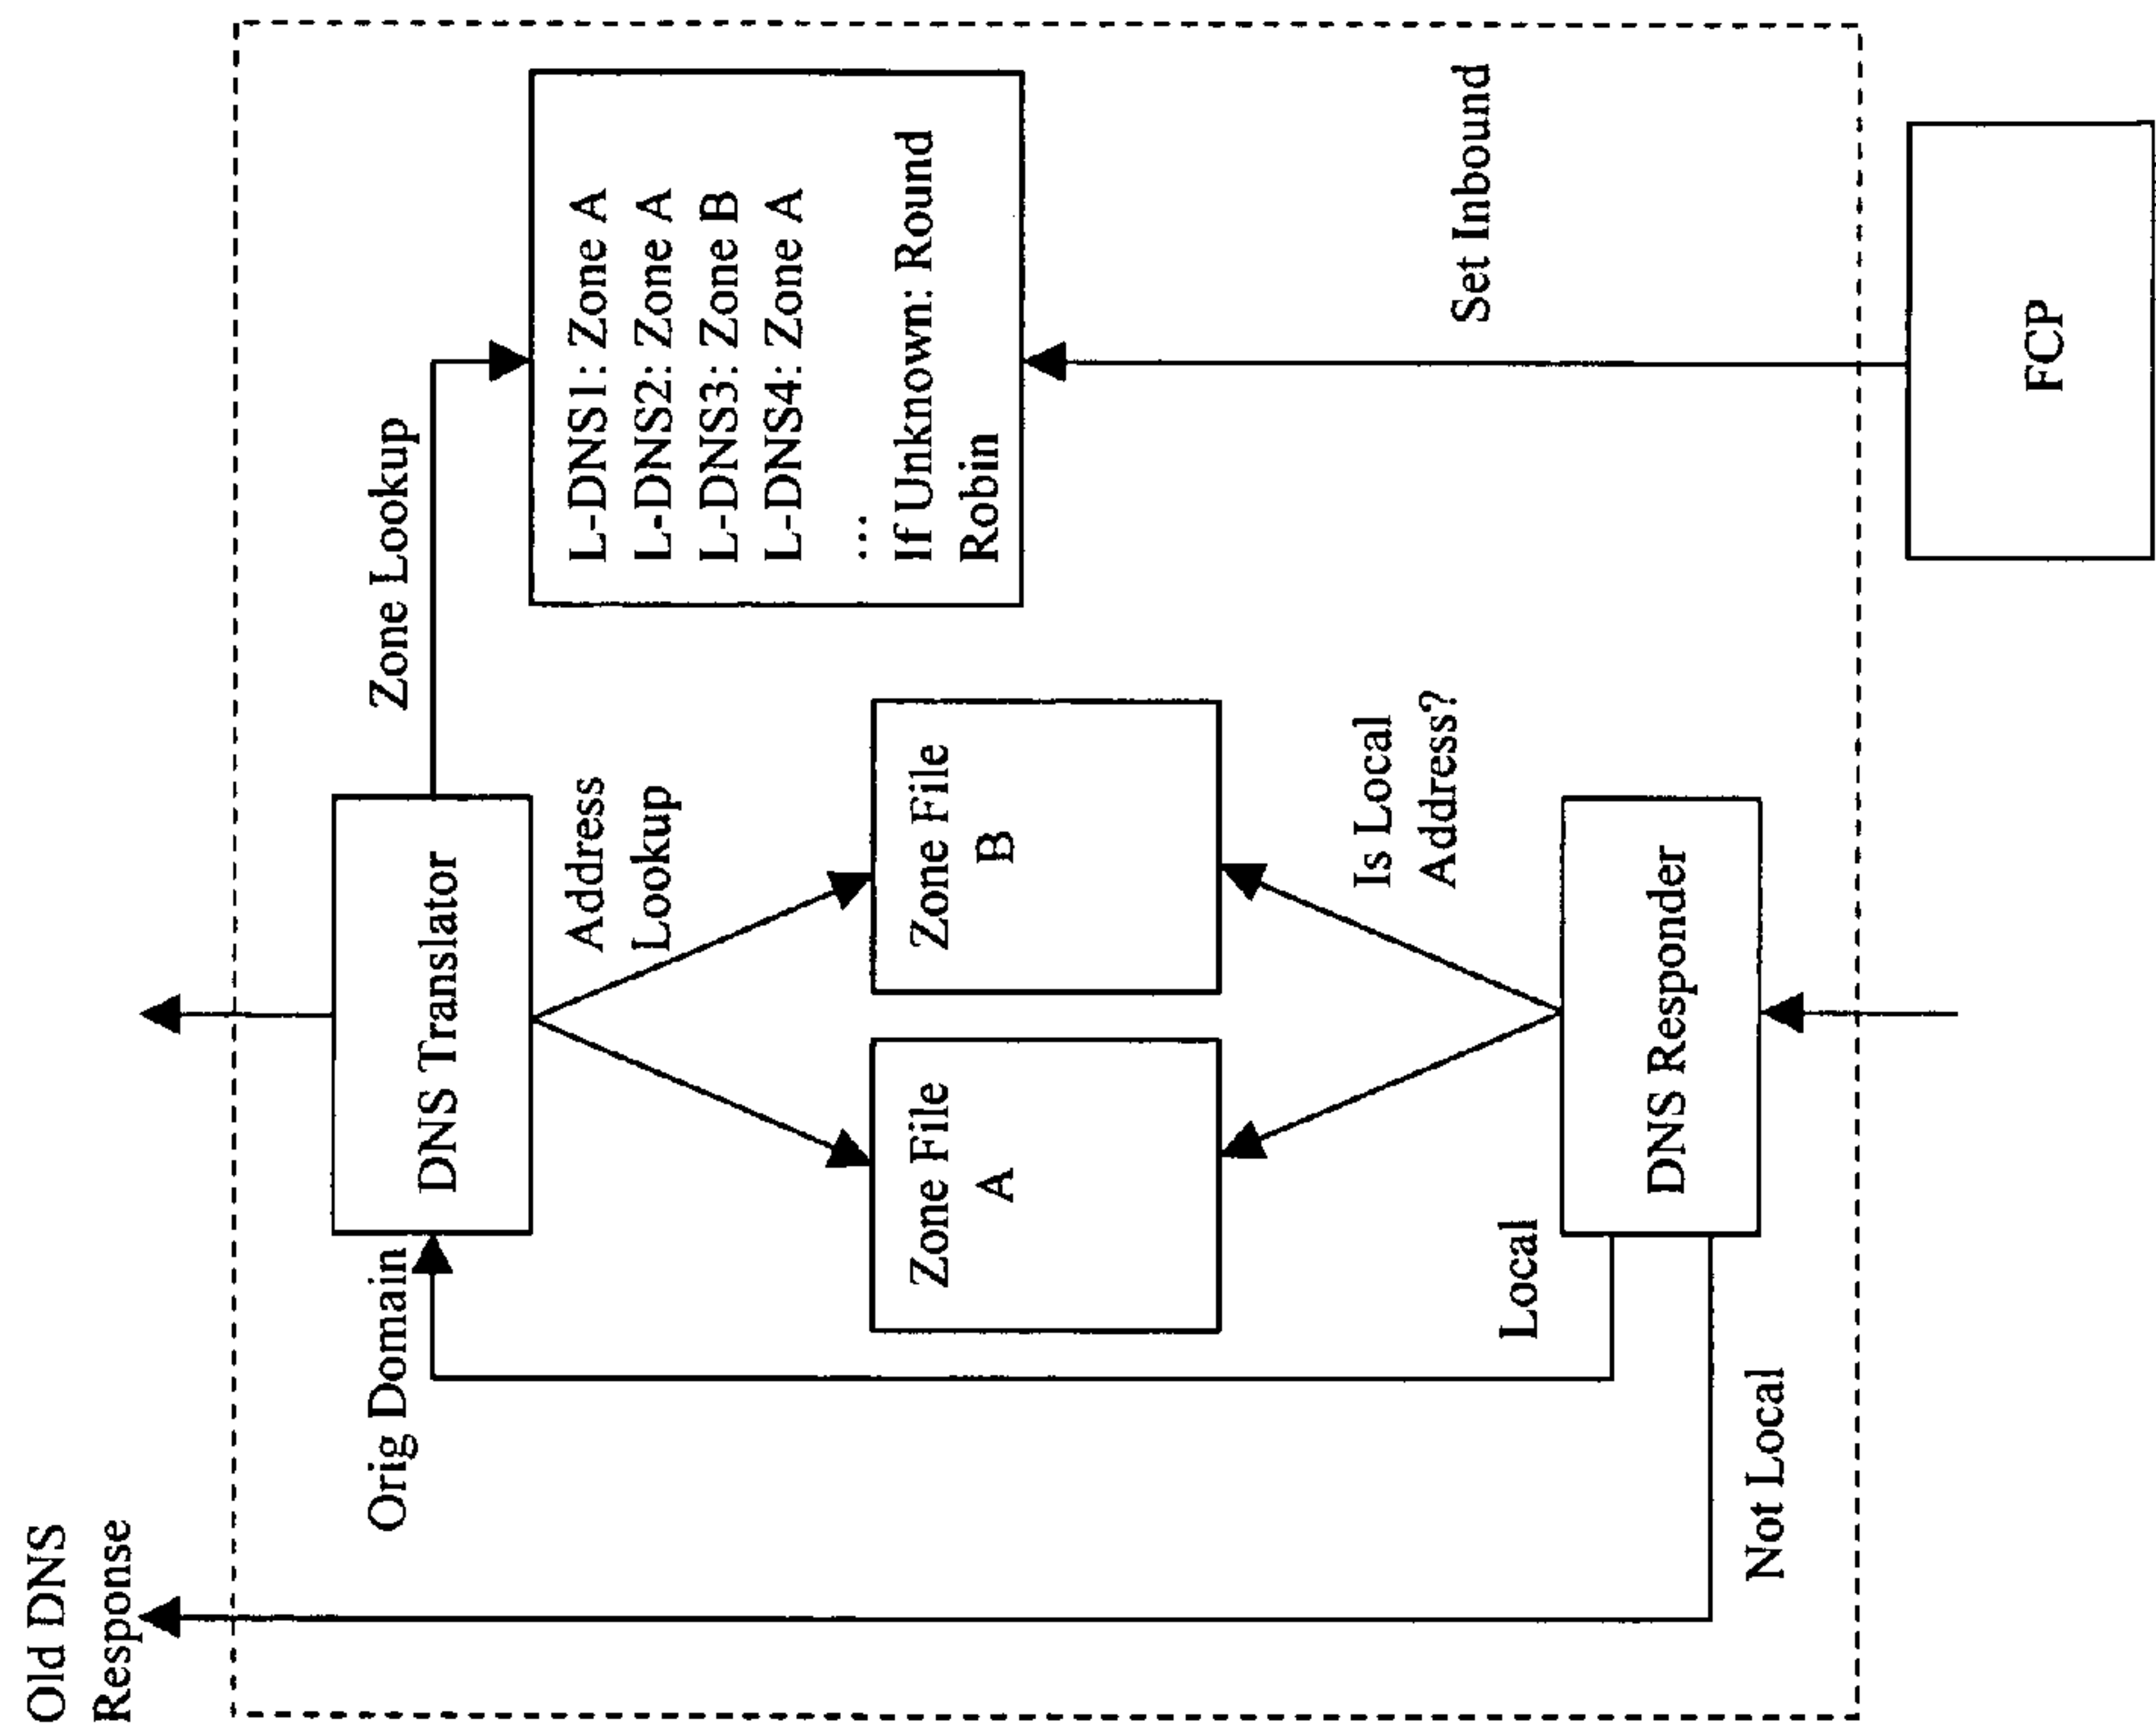 Old DNS
Response
Orig Domain
Zone Lookup
DNS Translator
Address
Lookup
L-DNS1: Zone A
L-DNS2: Zone A
L-DNS3: Zone B
L-DNS4: Zone A
...
If Unknown: Round
Robin
Zone File
A
Zone File
B
Is Local
Address?
Set Inbound
Local
DNS Responder
Not Local
FCP